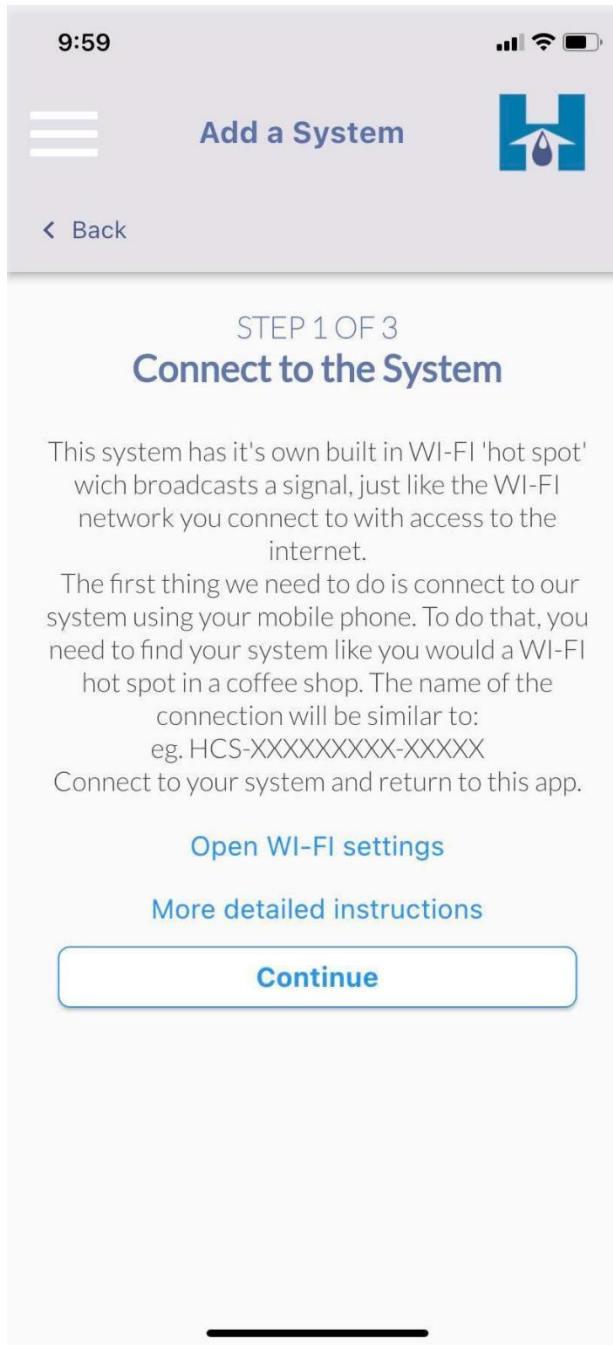 9:59
Add a System
< Back
STEP 1 OF 3
Connect to the System
This system has it's own built in WI-FI 'hot spot'
wich broadcasts a signal, just like the WI-FI
network you connect to with access to the
internet.
The first thing we need to do is connect to our
system using your mobile phone. To do that, you
need to find your system like you would a WI-FI
hot spot in a coffee shop. The name of the
connection will be similar to:
eg. HCS-XXXXXXXXX-XXXXX
Connect to your system and return to this app.
Open WI-FI settings
More detailed instructions
Continue